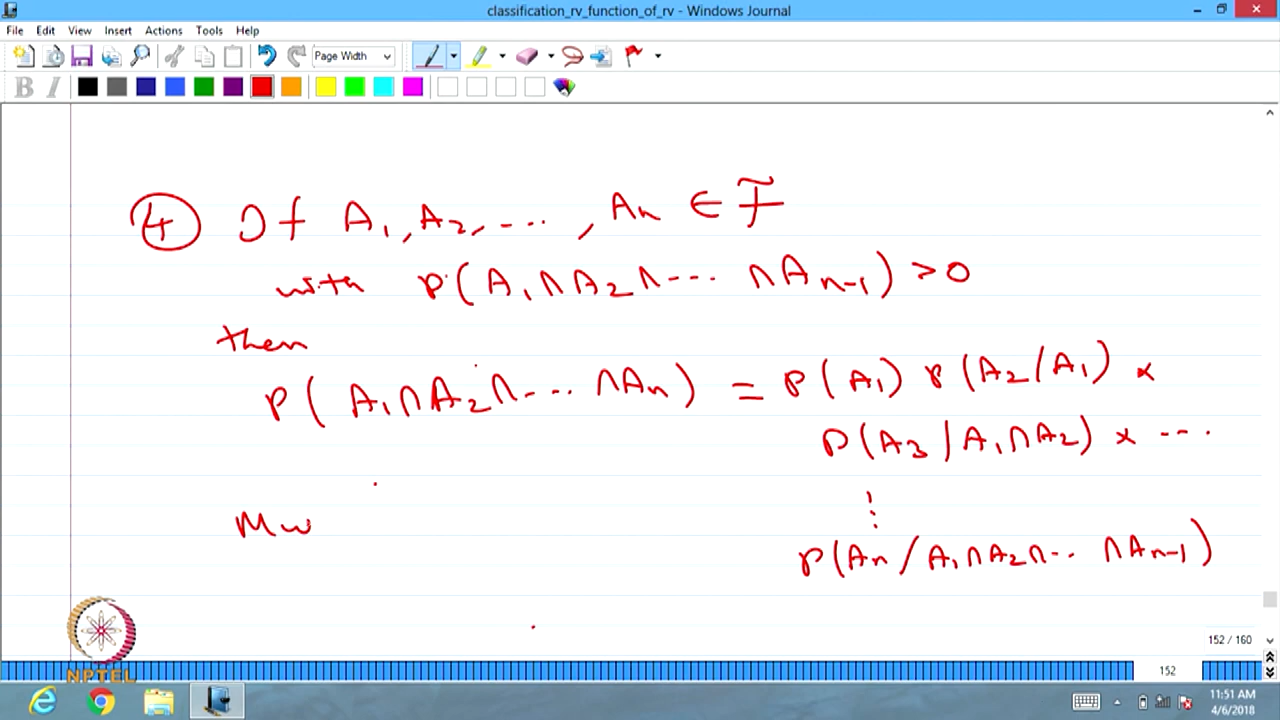 classification_rv_function_of_rv - Windows Journal
File Edit View Insert Actions Tools Help
Page Width
B I
④ If A₁, A₂, ..., Aₙ ∈ F̃
with P(A₁∩A₂∩... ∩Aₙ₋₁) > 0
then
P(A₁∩A₂∩... ∩Aₙ) = P(A₁) P(A₂/A₁) ×
P(A₃/A₁∩A₂) × ...
⋮
Mu
P(Aₙ/A₁∩A₂∩.. ∩Aₙ₋₁)
NPTEL
152 / 160
152
11:51 AM
4/6/2018